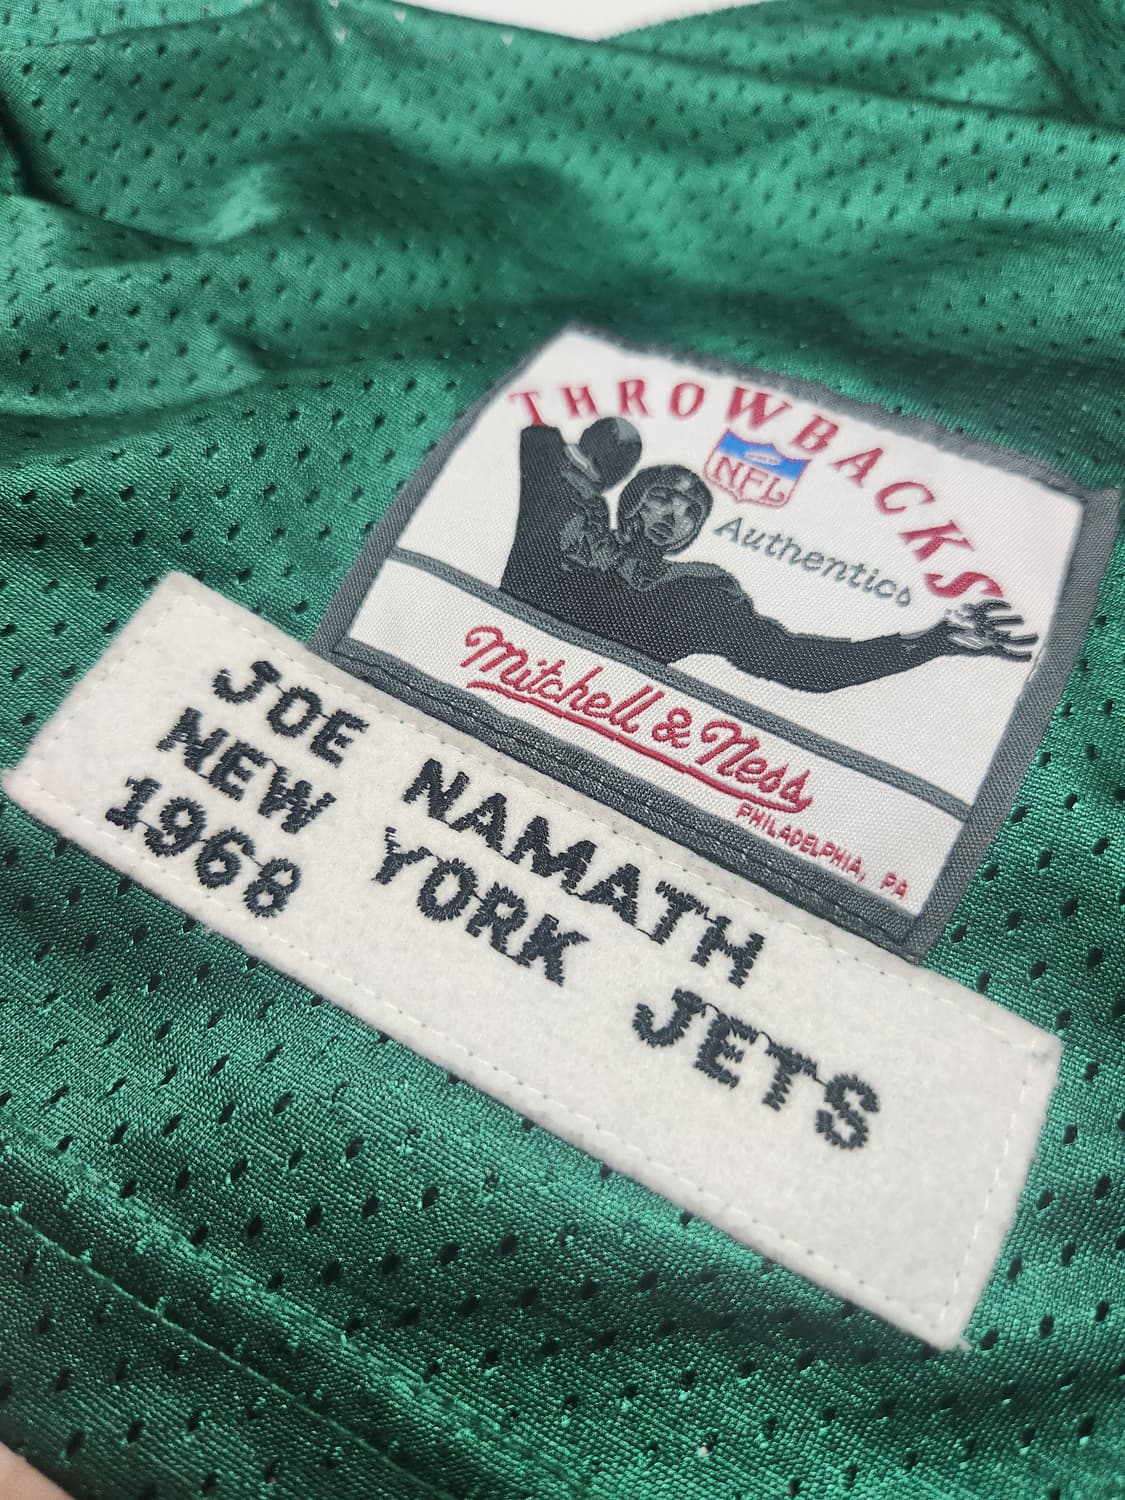 THROWBACKS
NFL
Authentics
Mitchell & Ness
PHILADELPHIA, PA
JOE NAMATH
NEW YORK JETS
1968